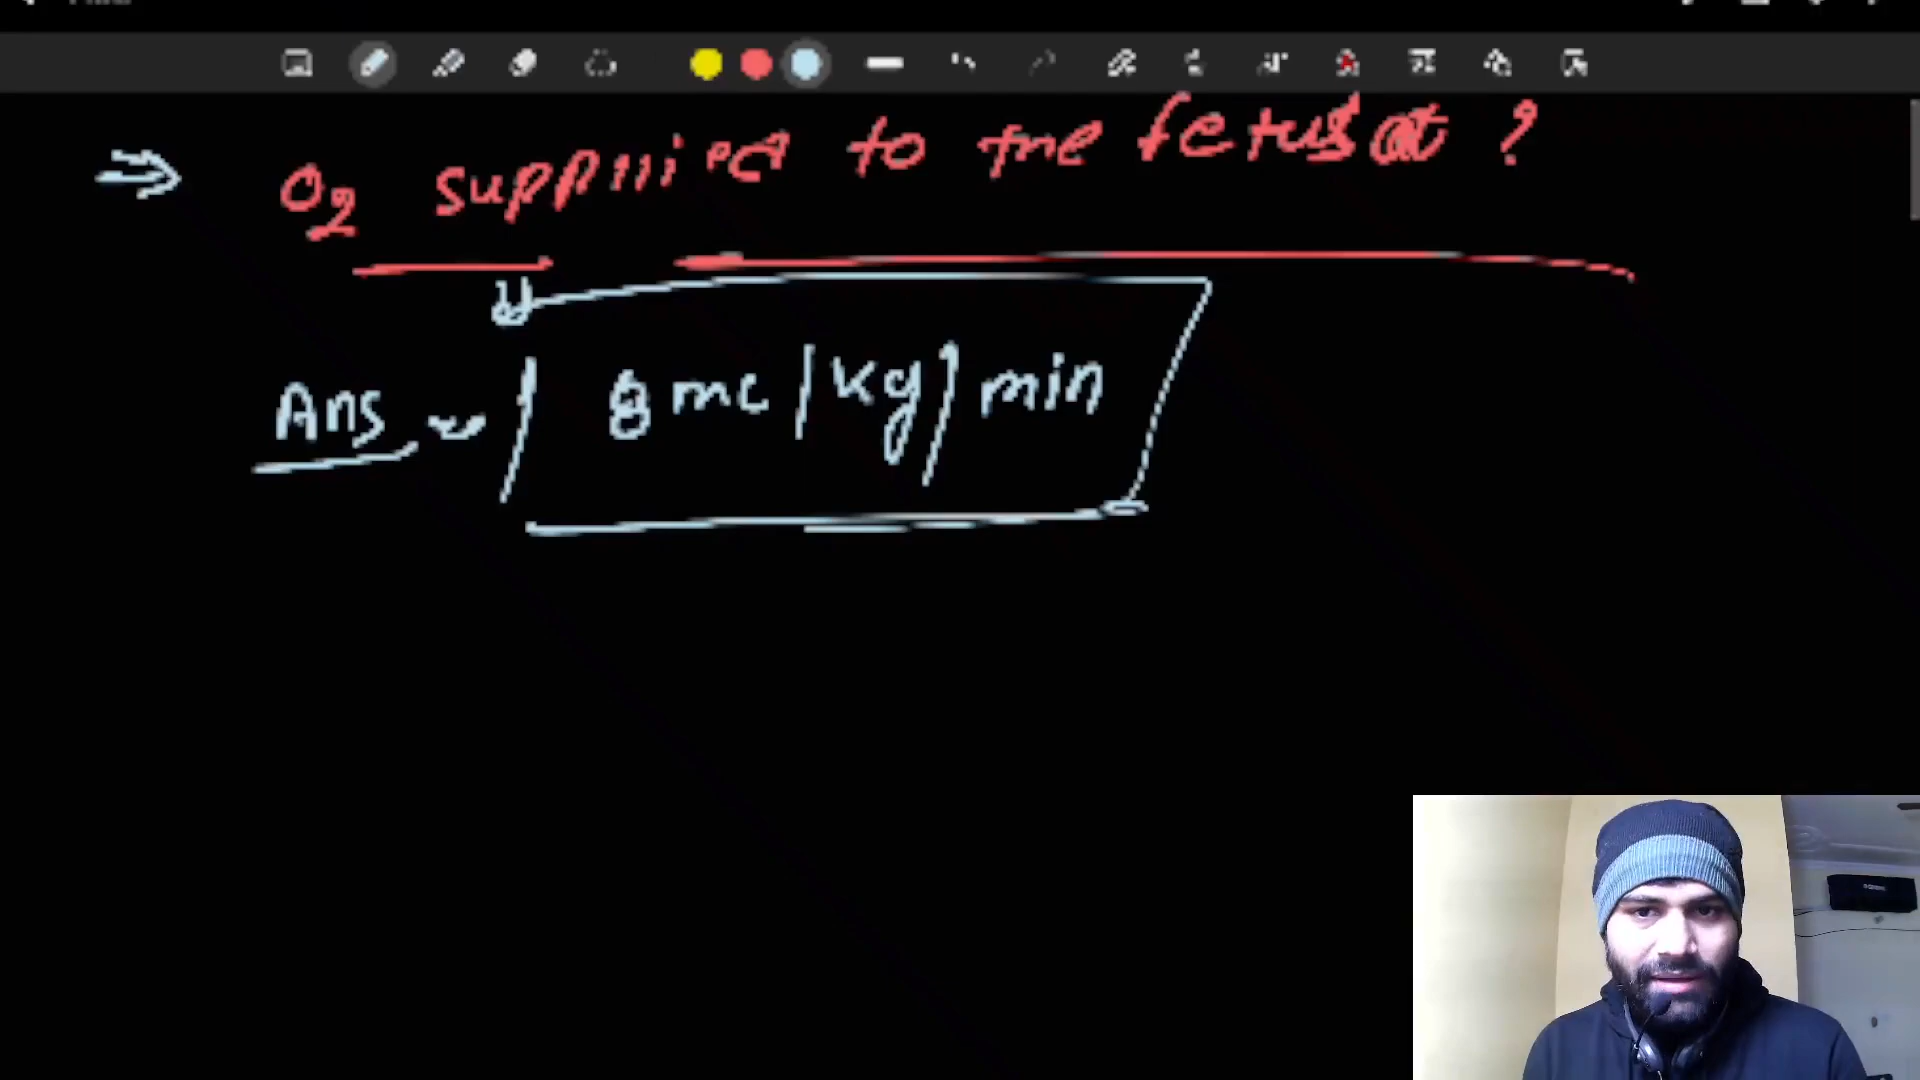 ⇒ O2 supplied to the fetus at ?
Ans ~ 8 mL/kg/min